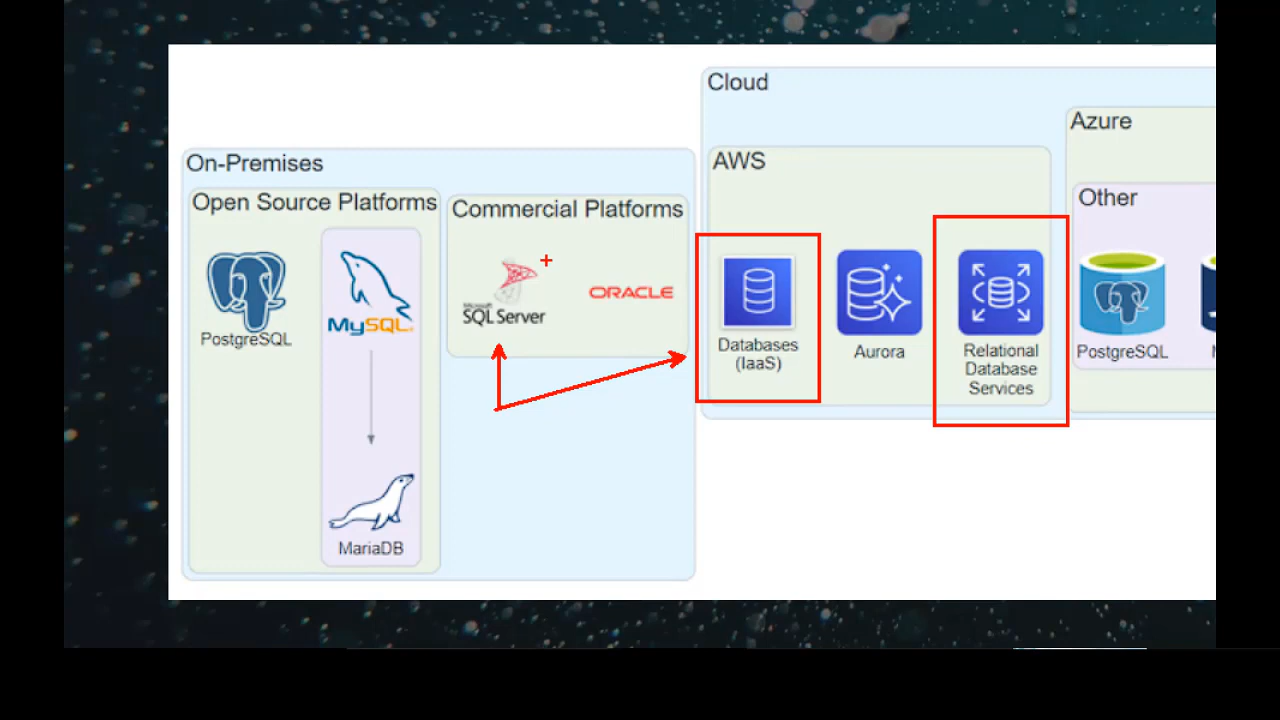 Cloud
Azure
AWS
On-Premises
Open Source Platforms
Commercial Platforms
Other
PostgreSQL
MySQL
Microsoft
SQL Server
ORACLE
Databases
(IaaS)
Aurora
Relational
Database
Services
PostgreSQL
MariaDB